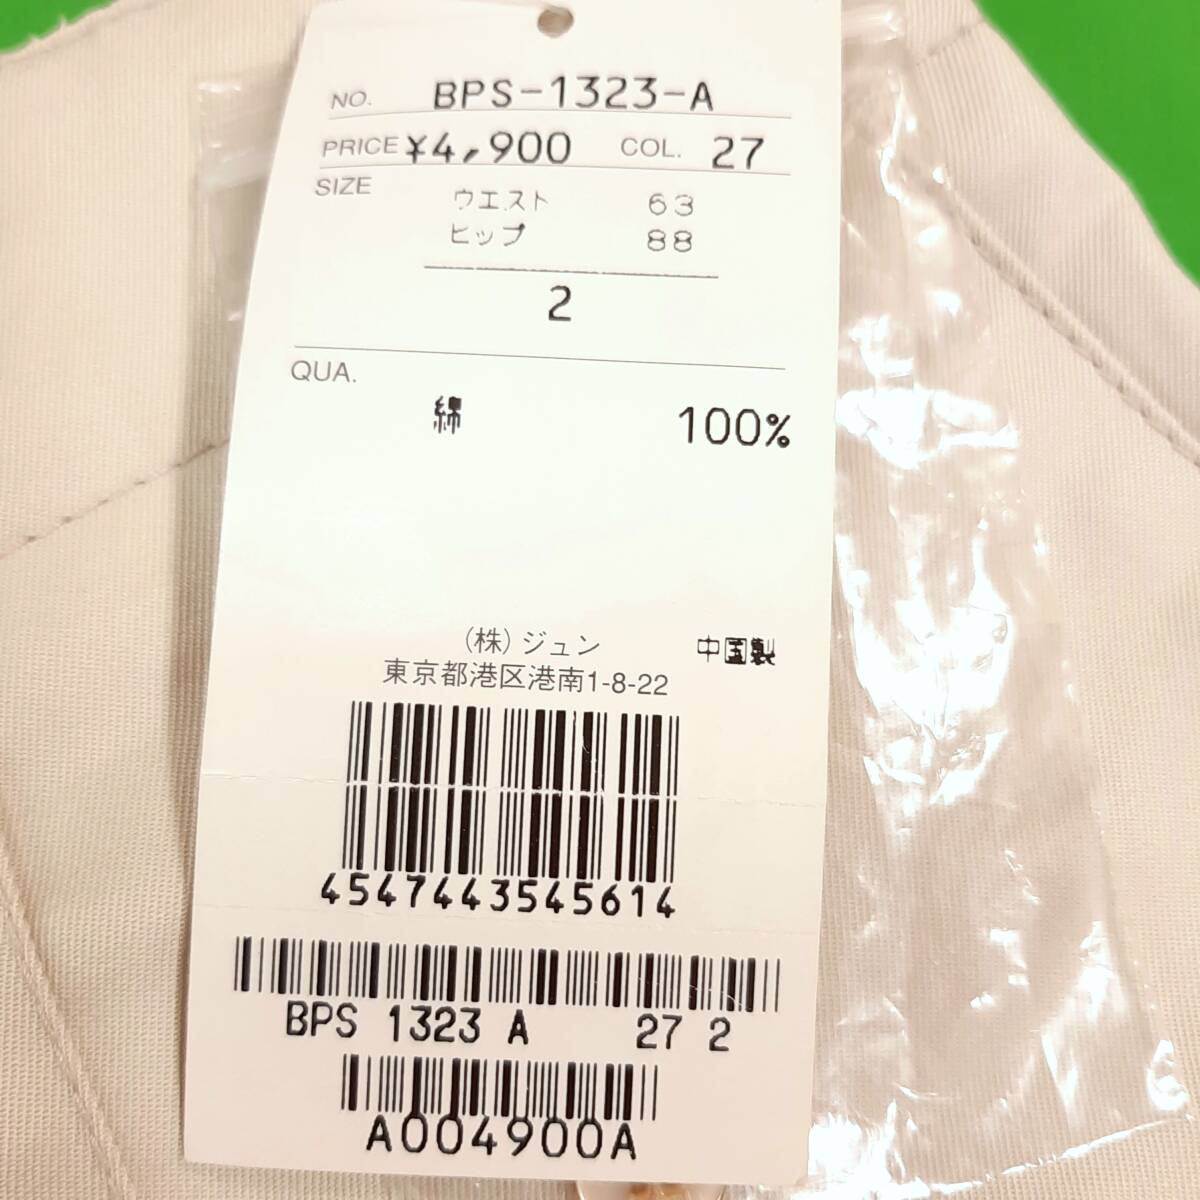 NO. BPS-1323-A
PRICE ¥4,900 COL. 27
SIZE ウエスト 63
ヒップ 88
2
QUA.
綿 100%
(株)ジュン 中国製
東京都港区港南1-8-22
4547443545614
BPS 1323 A 27 2
A004900A